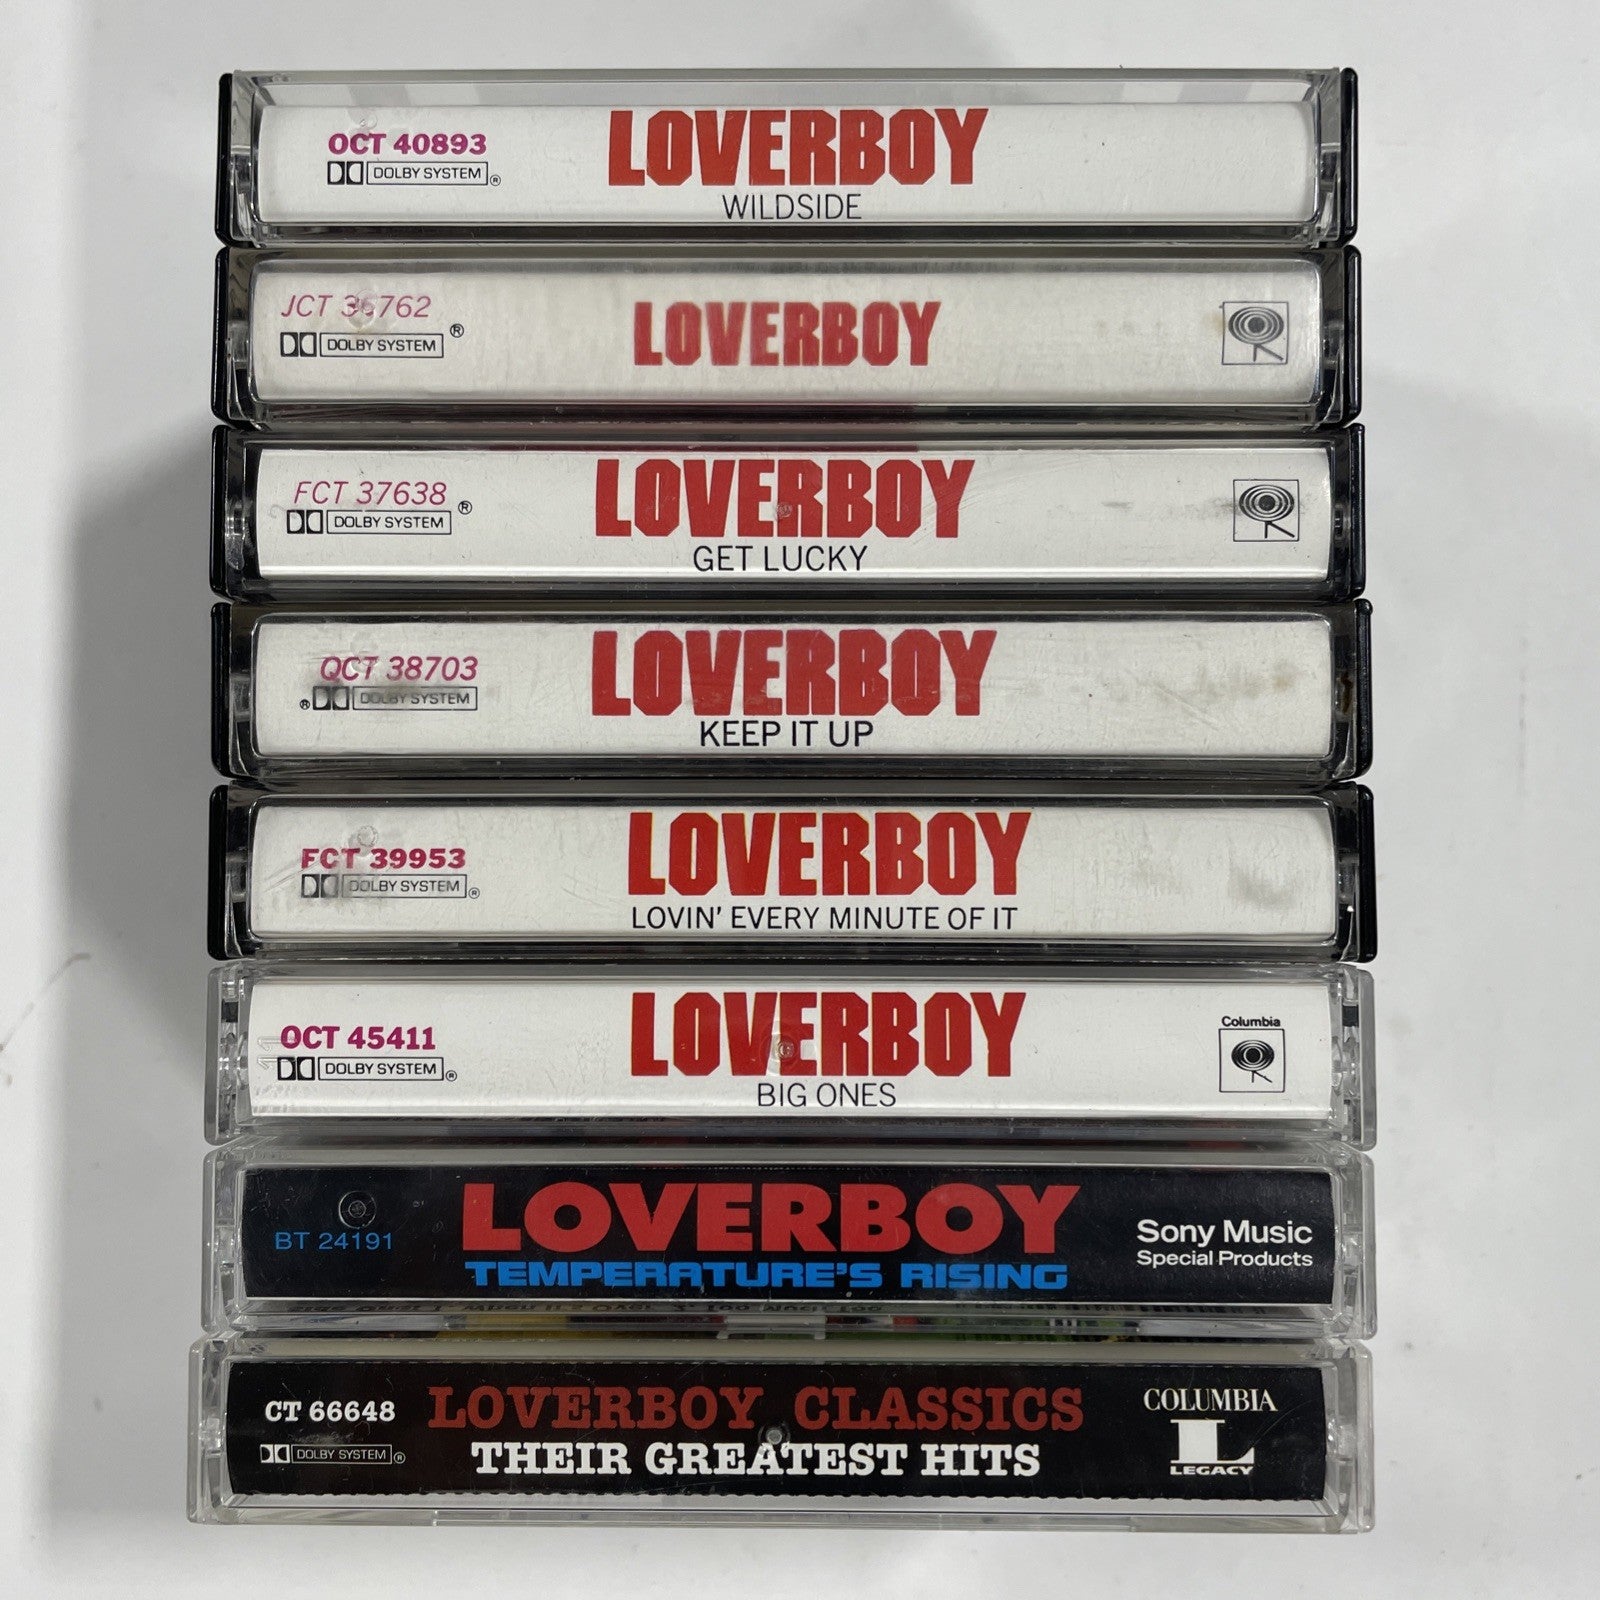 OCT 40893
DOLBY SYSTEM®
LOVERBOY
WILDSIDE
JCT 36762
DOLBY SYSTEM ®
LOVERBOY
FCT 37638
DOLBY SYSTEM ®
LOVERBOY
GET LUCKY
QCT 38703
® DOLBY SYSTEM
LOVERBOY
KEEP IT UP
FCT 39953
DOLBY SYSTEM®
LOVERBOY
LOVIN' EVERY MINUTE OF IT
OCT 45411
DOLBY SYSTEM®
LOVERBOY
BIG ONES
Columbia
BT 24191
LOVERBOY
TEMPERATURE'S RISING
Sony Music
Special Products
CT 66648
DOLBY SYSTEM®
LOVERBOY CLASSICS
THEIR GREATEST HITS
COLUMBIA
L
LEGACY